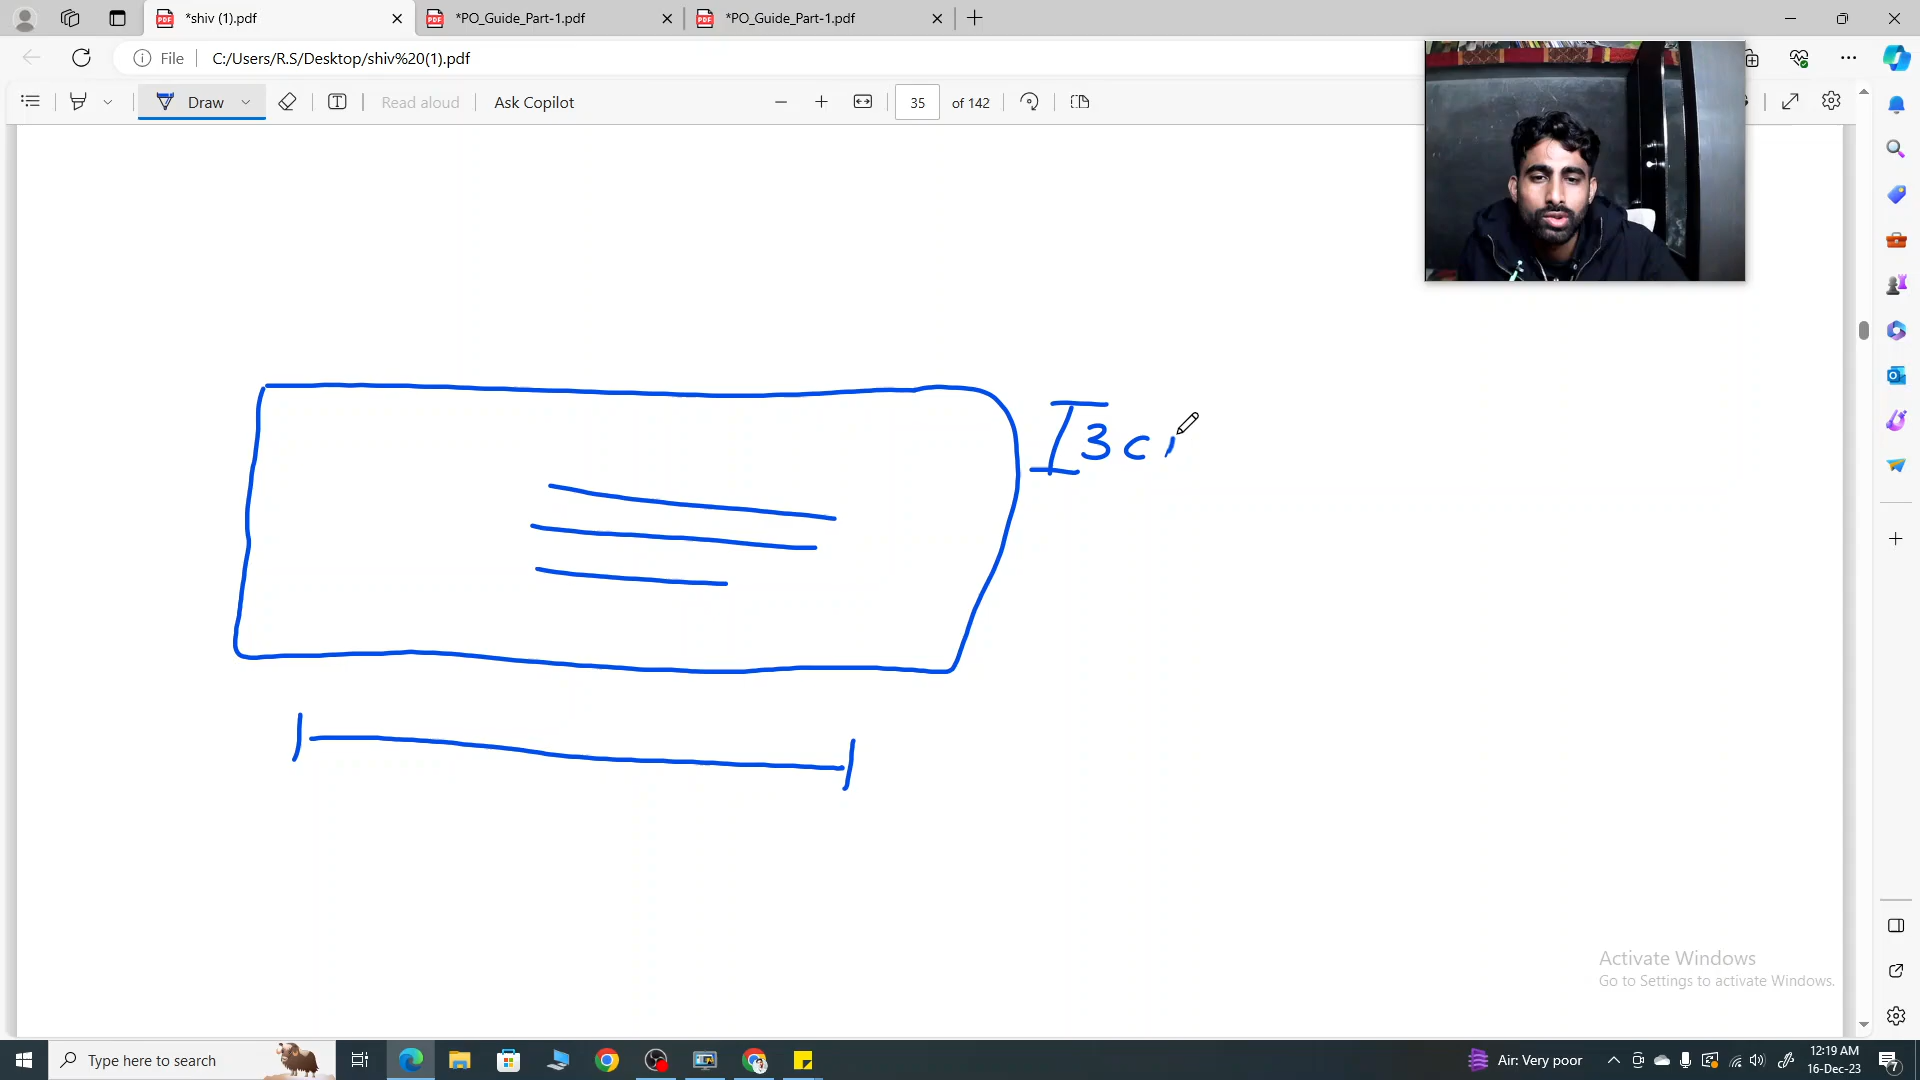 *shiv (1).pdf
*PO_Guide_Part-1.pdf
*PO_Guide_Part-1.pdf
File
C:/Users/R.S/Desktop/shiv%20(1).pdf
Draw
Read aloud
Ask Copilot
35
of 142
3 c
Activate Windows
Go to Settings to activate Windows.
Type here to search
Air: Very poor
12:19 AM
16-Dec-23
7